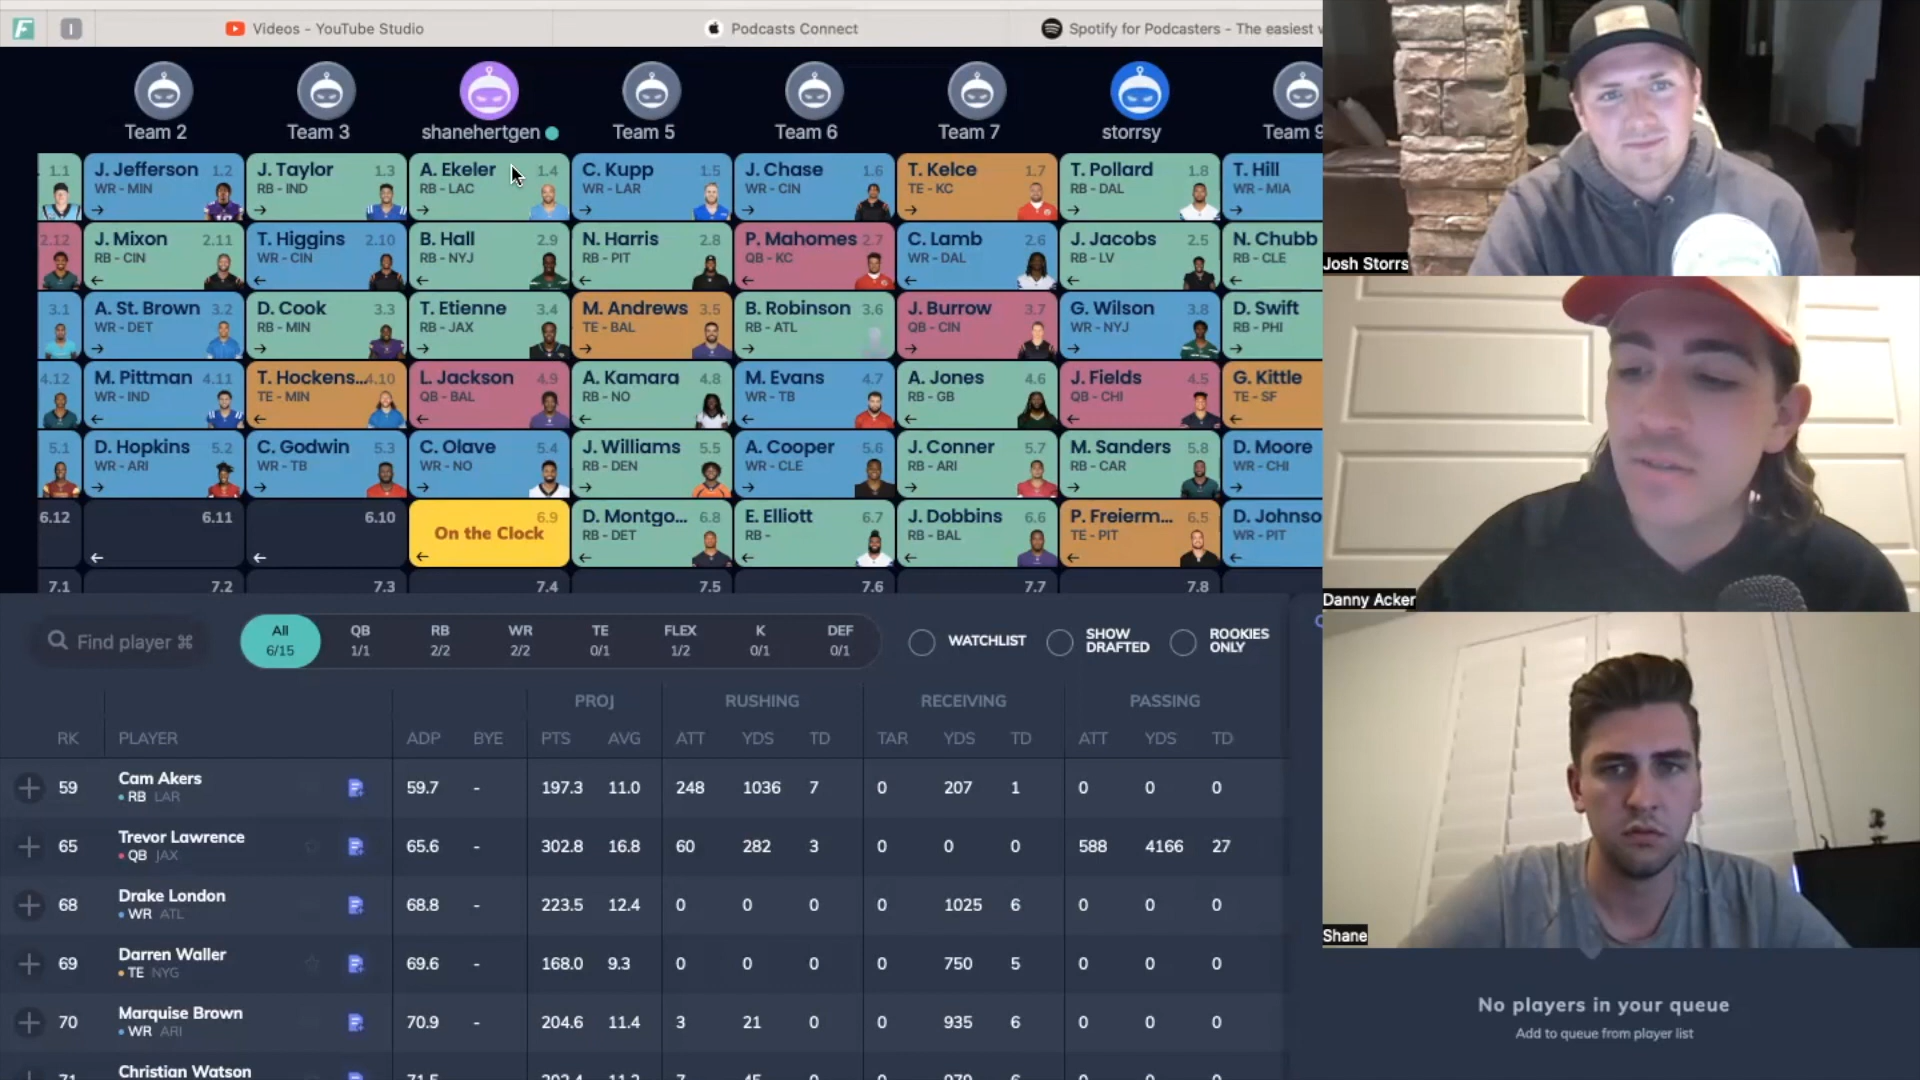 Videos - YouTube Studio
Podcasts Connect
Spotify for Podcasters - The easiest
Team 2
Team 3
shanehertgen
Team 5
Team 6
Team 7
storrsy
Team 9
1.1
J. Jefferson 1.2
WR - MIN
J. Taylor 1.3
RB - IND
A. Ekeler 1.4
RB - LAC
C. Kupp 1.5
WR - LAR
J. Chase 1.6
WR - CIN
T. Kelce 1.7
TE - KC
T. Pollard 1.8
RB - DAL
T. Hill
WR - MIA
2.12
J. Mixon 2.11
RB - CIN
T. Higgins 2.10
WR - CIN
B. Hall 2.9
RB - NYJ
N. Harris 2.8
RB - PIT
P. Mahomes 2.7
QB - KC
C. Lamb 2.6
WR - DAL
J. Jacobs 2.5
RB - LV
N. Chubb
RB - CLE
3.1
A. St. Brown 3.2
WR - DET
D. Cook 3.3
RB - MIN
T. Etienne 3.4
RB - JAX
M. Andrews 3.5
TE - BAL
B. Robinson 3.6
RB - ATL
J. Burrow 3.7
QB - CIN
G. Wilson 3.8
WR - NYJ
D. Swift
RB - PHI
4.12
M. Pittman 4.11
WR - IND
T. Hockens... 4.10
TE - MIN
L. Jackson 4.9
QB - BAL
A. Kamara 4.8
RB - NO
M. Evans 4.7
WR - TB
A. Jones 4.6
RB - GB
J. Fields 4.5
QB - CHI
G. Kittle
TE - SF
5.1
D. Hopkins 5.2
WR - ARI
C. Godwin 5.3
WR - TB
C. Olave 5.4
WR - NO
J. Williams 5.5
RB - DEN
A. Cooper 5.6
WR - CLE
J. Conner 5.7
RB - ARI
M. Sanders 5.8
RB - CAR
D. Moore
WR - CHI
6.12
6.11
6.10
6.9
On the Clock
D. Montgo... 6.8
RB - DET
E. Elliott 6.7
RB -
J. Dobbins 6.6
RB - BAL
P. Freierm... 6.5
TE - PIT
D. Johnso
WR - PIT
7.1 7.2 7.3 7.4 7.5 7.6 7.7 7.8
Find player ⌘
All 6/15
QB 1/1
RB 2/2
WR 2/2
TE 0/1
FLEX 1/2
K 0/1
DEF 0/1
WATCHLIST
SHOW DRAFTED
ROOKIES ONLY
PROJ RUSHING RECEIVING PASSING
RK PLAYER ADP BYE PTS AVG ATT YDS TD TAR YDS TD ATT YDS TD
59 Cam Akers 59.7 - 197.3 11.0 248 1036 7 0 207 1 0 0 0
RB LAR
65 Trevor Lawrence 65.6 - 302.8 16.8 60 282 3 0 0 0 588 4166 27
QB JAX
68 Drake London 68.8 - 223.5 12.4 0 0 0 0 1025 6 0 0 0
WR ATL
69 Darren Waller 69.6 - 168.0 9.3 0 0 0 0 750 5 0 0 0
TE NYG
70 Marquise Brown 70.9 - 204.6 11.4 3 21 0 0 935 6 0 0 0
WR ARI
Christian Watson
Josh Storrs
Danny Acker
Shane
No players in your queue
Add to queue from player list